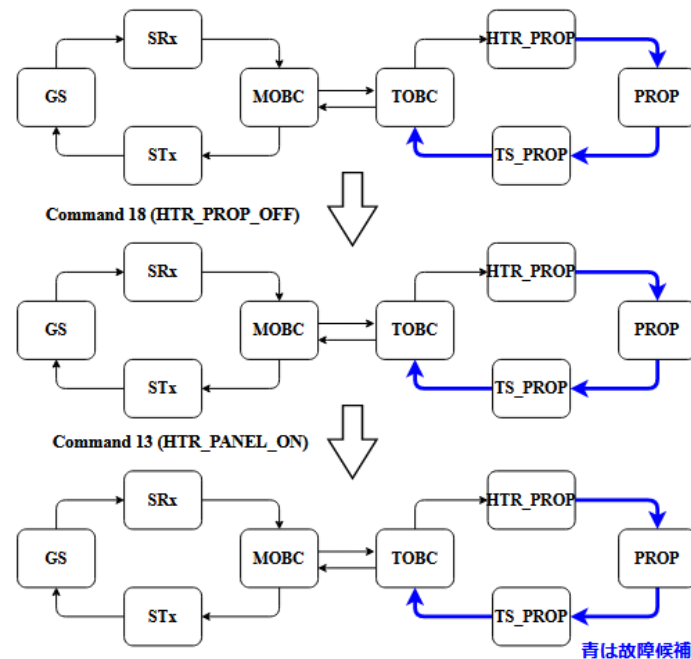 SRx
HTR_PROP
GS
MOBC
TOBC
PROP
STx
TS_PROP
Command 18 (HTR_PROP_OFF)
SRx
HTR_PROP
GS
MOBC
TOBC
PROP
STx
TS_PROP
Command 13 (HTR_PANEL_ON)
SRx
HTR_PROP
GS
MOBC
TOBC
PROP
STx
TS_PROP
青は故障候補